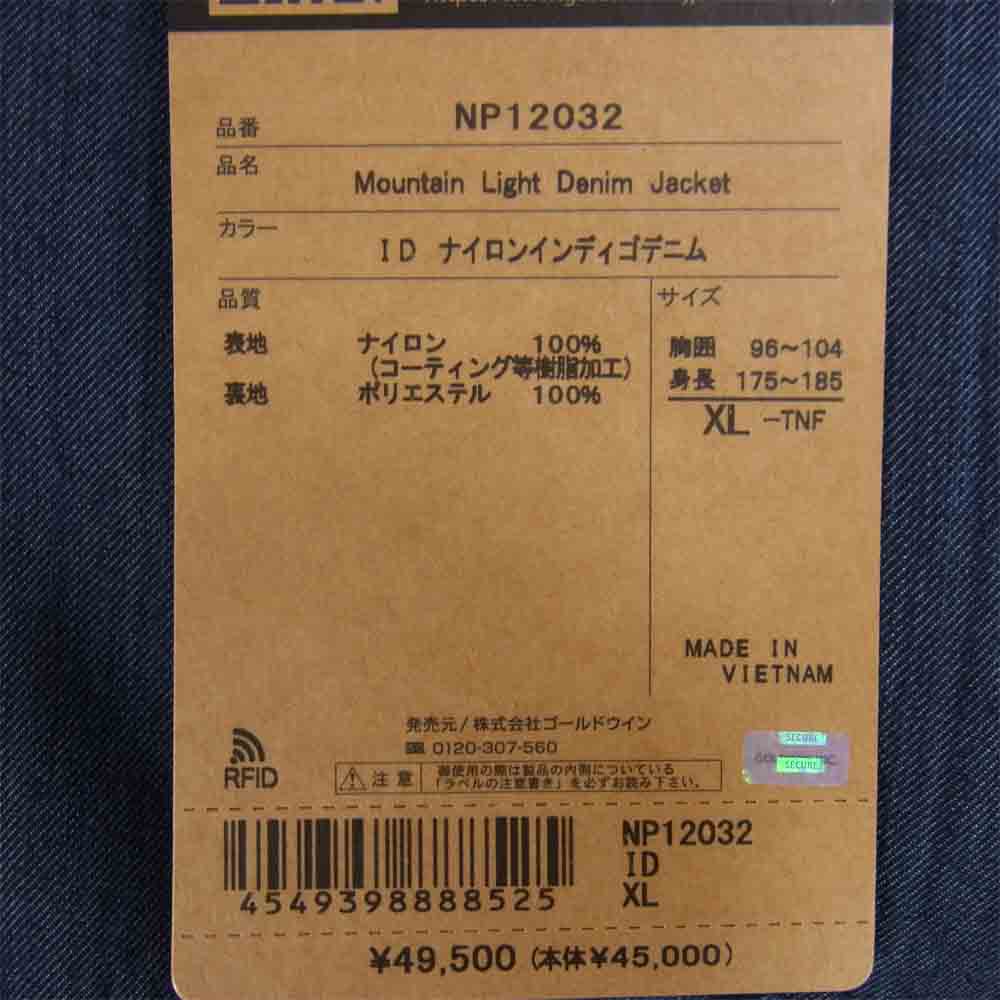 品番 NP12032
品名 Mountain Light Denim Jacket
カラー ID ナイロンインディゴデニム
品質
表地 ナイロン 100%
(コーティング等樹脂加工)
裏地 ポリエステル 100%
サイズ
胸囲 96~104
身長 175~185
XL -TNF
MADE IN
VIETNAM
発売元/株式会社ゴールドウイン
0120-307-560
RFID
注意 御使用の際は製品の内側についている
「ラベルの注意書き」を必ずお読み下さい。
SECURE
SECURE
4549398888525
NP12032
ID
XL
¥49,500 (本体¥45,000)